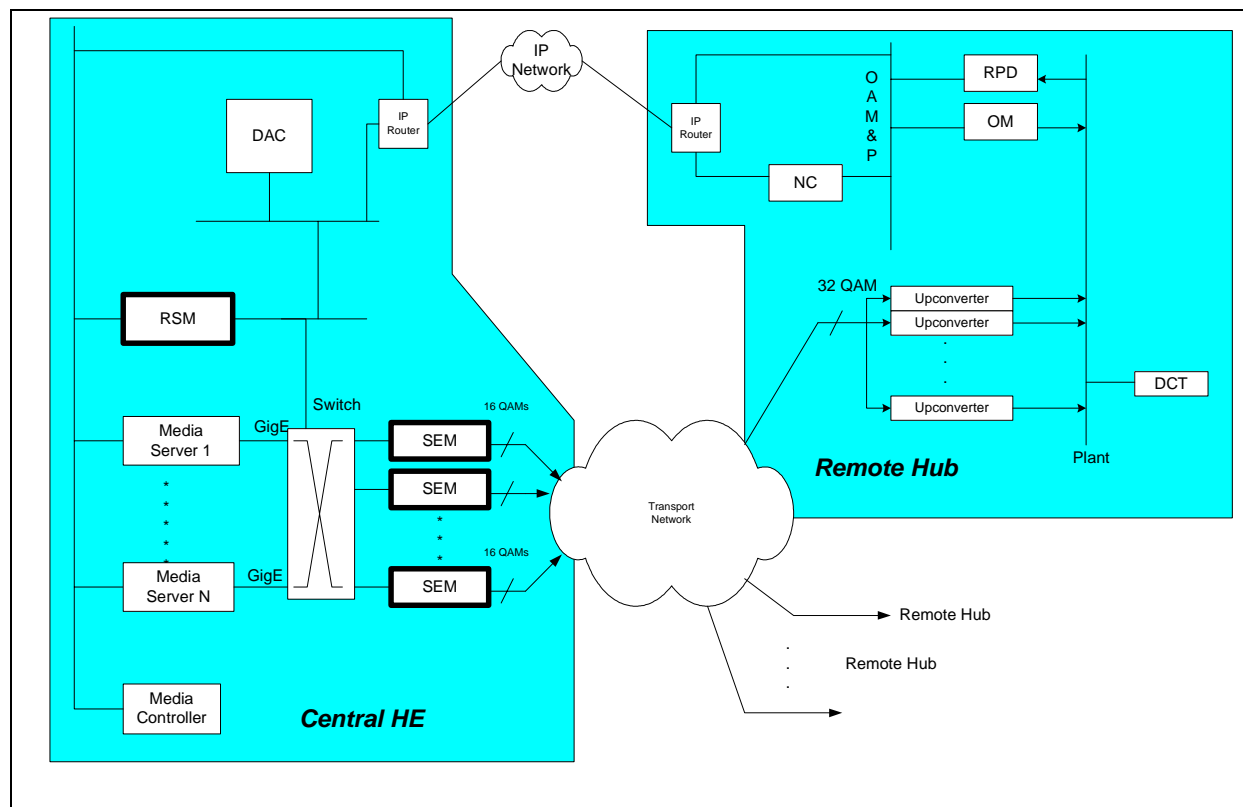 IP
Network
DAC
IP
Router
IP
Router
O
A
M
&
P
RPD
OM
NC
RSM
32 QAM
Upconverter
Upconverter
.
.
.
Upconverter
DCT
Plant
Remote Hub
Switch
Media
Server 1
GigE
SEM
16 QAMs
SEM
*
*
*
*
*
*
*
*
*
Media
Server N
GigE
SEM
16 QAMs
Transport
Network
Remote Hub
.
Remote Hub
.
.
.
Media
Controller
Central HE